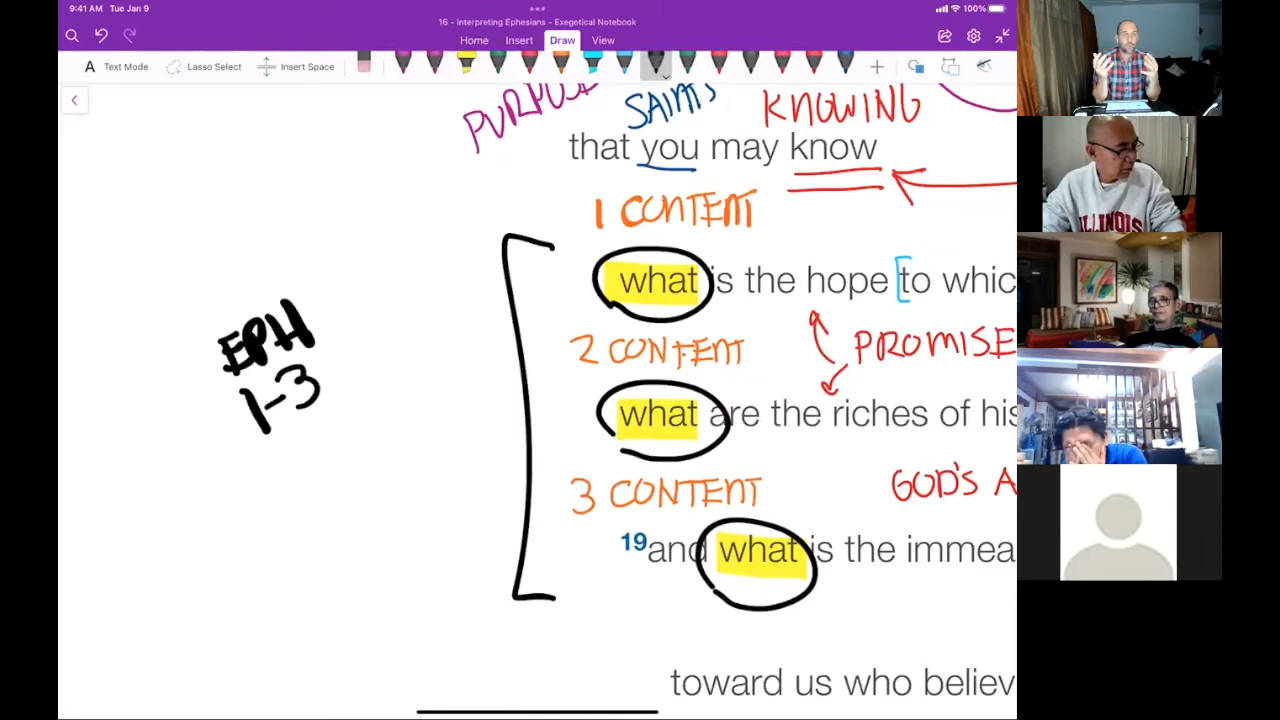 9:41 AM Tue Jan 9
100%
16 - Interpreting Ephesians - Exegetical Notebook
Home Insert Draw View
A Text Mode Lasso Select Insert Space
PURPOSE SAINTS KNOWING
that you may know
1 CONTENT
what is the hope [to whic
2 CONTENT PROMISE
what are the riches of his
EPH
1-3
3 CONTENT GOD'S A
19and what is the immea
toward us who believ
ILLINOIS